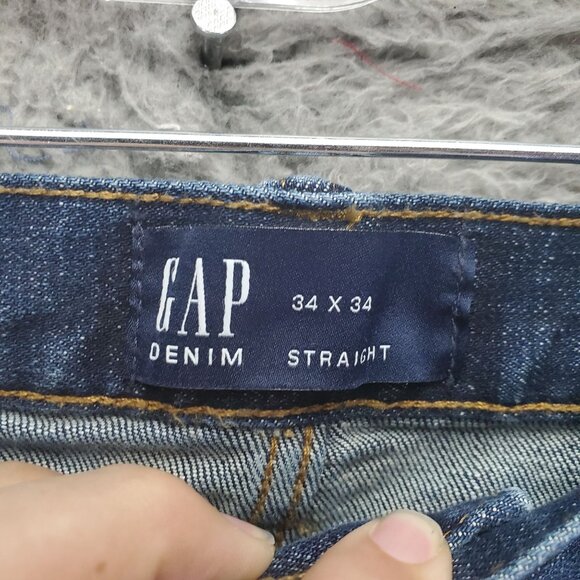 GAP
34 X 34
DENIM
STRAIGHT